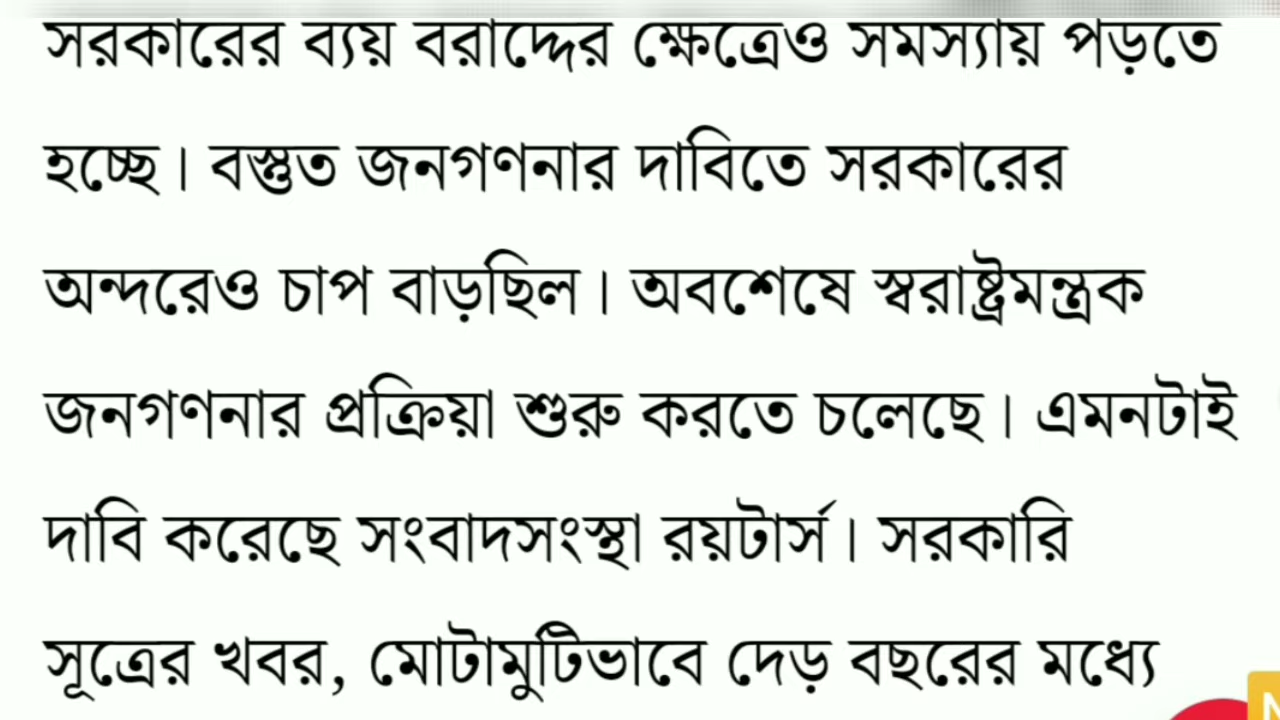 সরকারের ব্যয় বরাদ্দের ক্ষেত্রেও সমস্যায় পড়তে
হচ্ছে। বস্তুত জনগণনার দাবিতে সরকারের
অন্দরেও চাপ বাড়ছিল। অবশেষে স্বরাষ্ট্রমন্ত্রক
জনগণনার প্রক্রিয়া শুরু করতে চলেছে। এমনটাই
দাবি করেছে সংবাদসংস্থা রয়টার্স। সরকারি
সূত্রের খবর, মোটামুটিভাবে দেড় বছরের মধ্যে